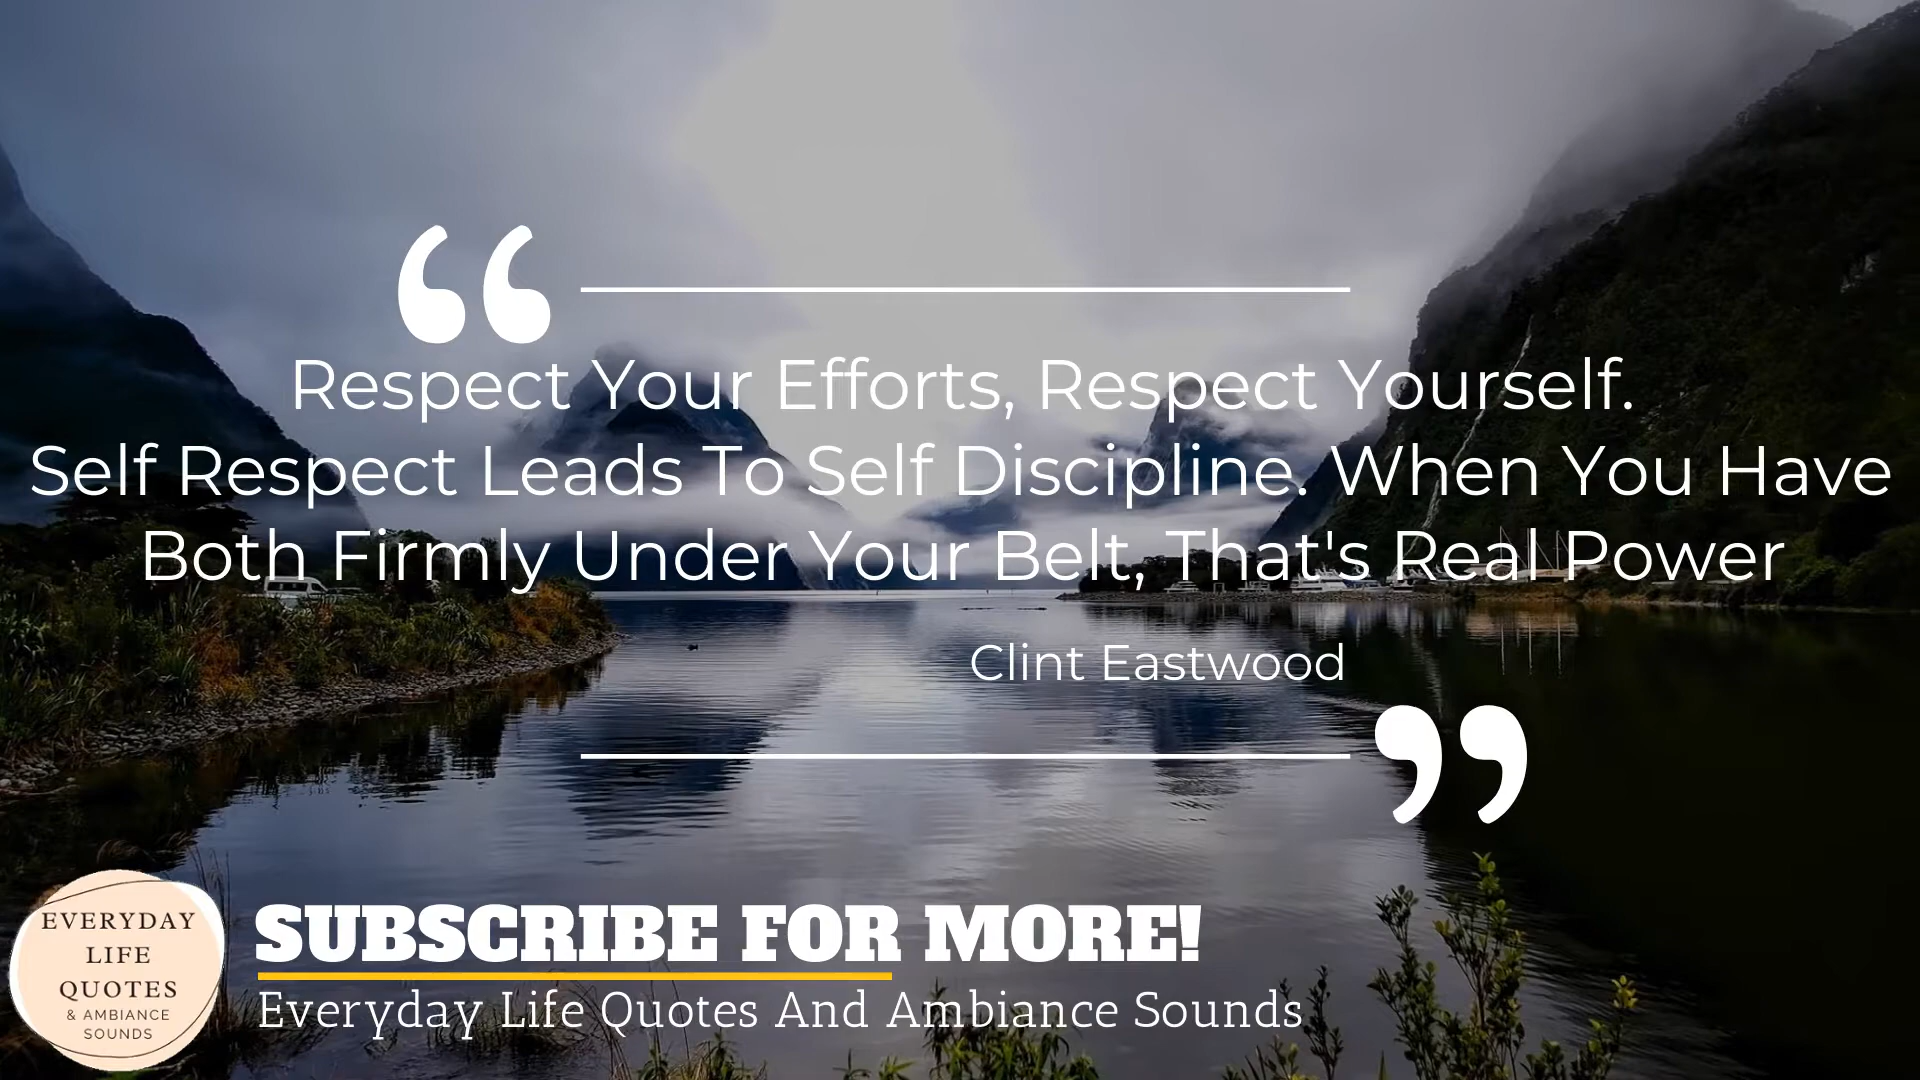 “
Respect Your Efforts, Respect Yourself.
Self Respect Leads To Self Discipline. When You Have
Both Firmly Under Your Belt, That's Real Power
Clint Eastwood
”
EVERYDAY
LIFE
QUOTES
& AMBIANCE
SOUNDS
SUBSCRIBE FOR MORE!
Everyday Life Quotes And Ambiance Sounds